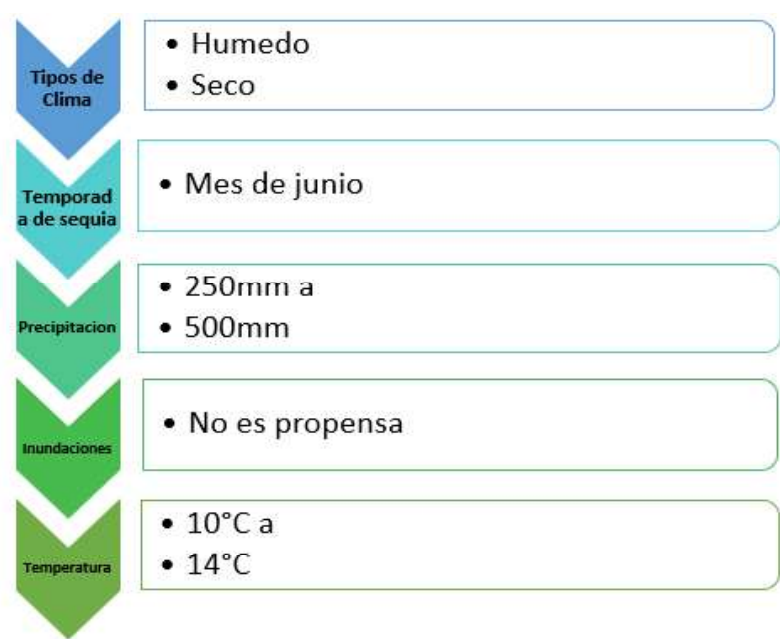 Tipos de
Clima
• Humedo
• Seco
Temporad
a de sequia
• Mes de junio
Precipitacion
• 250mm a
• 500mm
Inundaciones
• No es propensa
Temperatura
• 10°C a
• 14°C